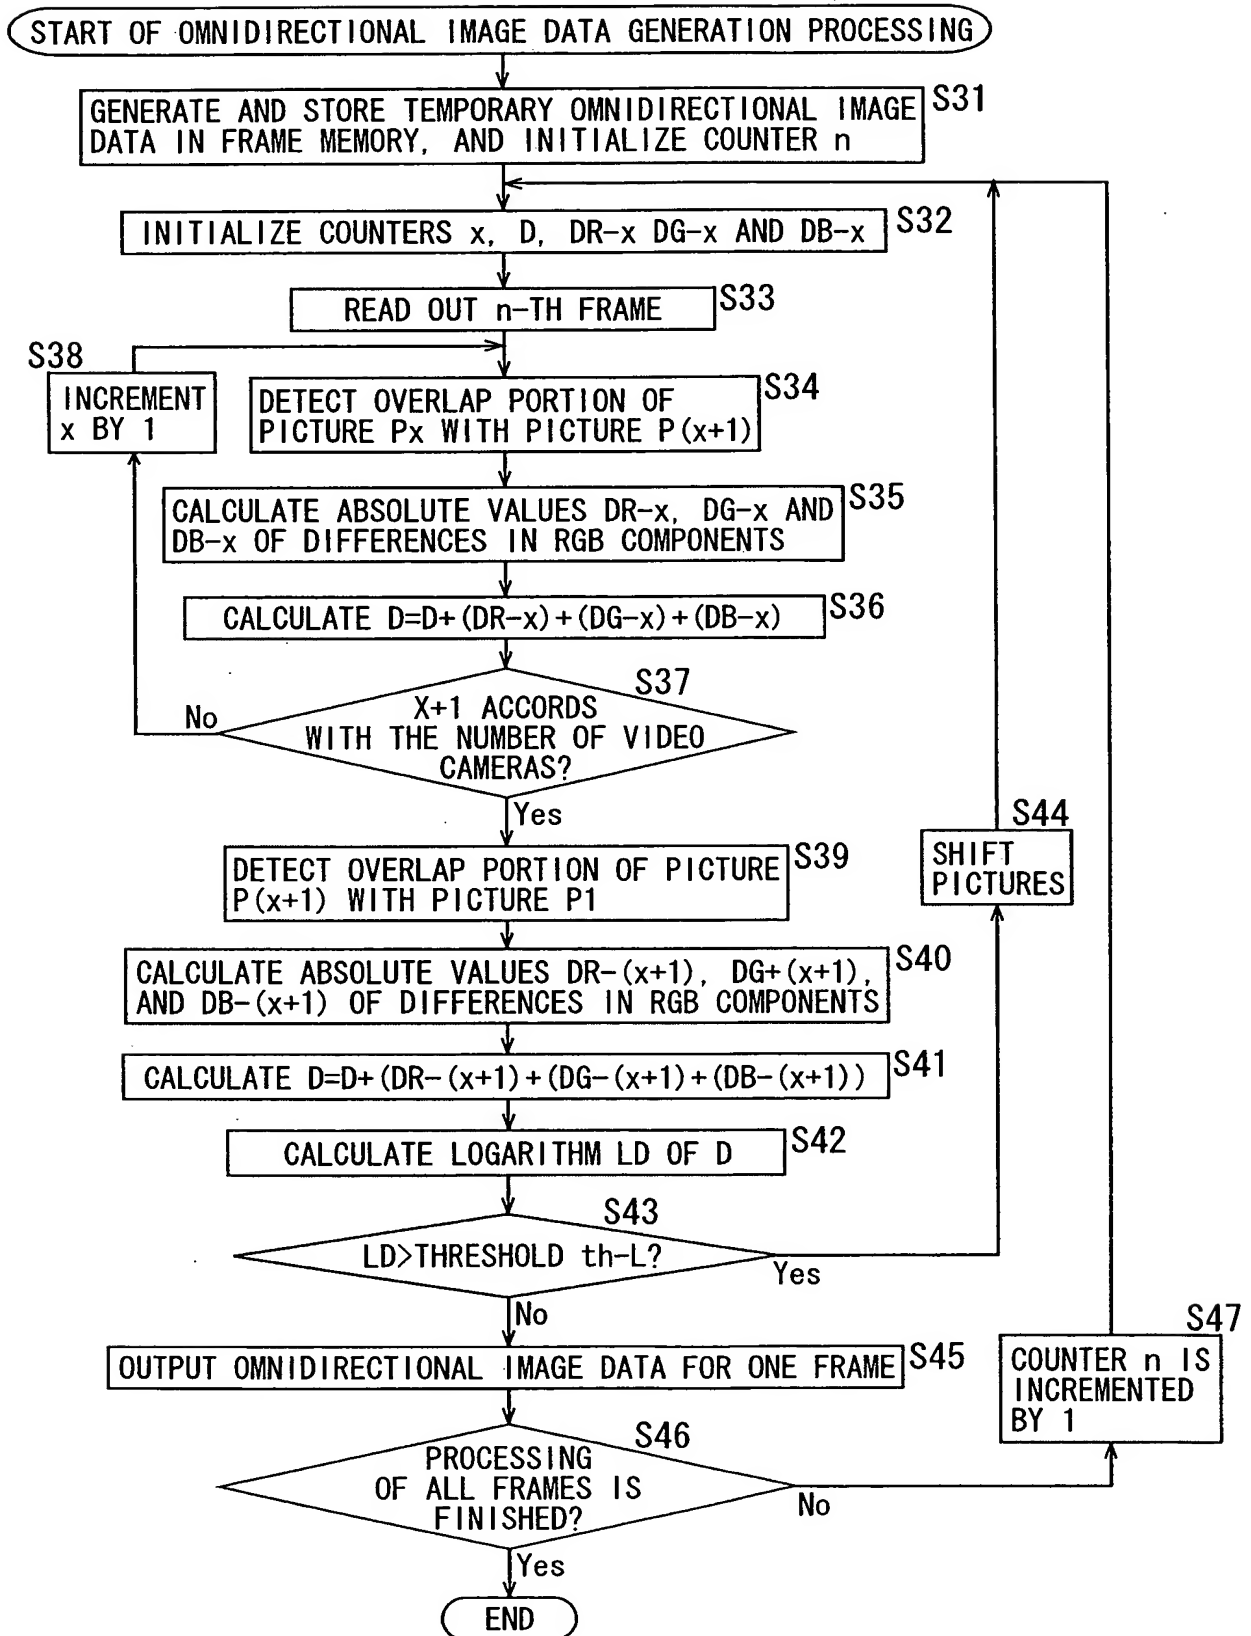 START OF OMNIDIRECTIONAL IMAGE DATA GENERATION PROCESSING
GENERATE AND STORE TEMPORARY OMNIDIRECTIONAL IMAGE
DATA IN FRAME MEMORY, AND INITIALIZE COUNTER n
S31
INITIALIZE COUNTERS x, D, DR-x DG-x AND DB-x
S32
READ OUT n-TH FRAME
S33
S38
INCREMENT
x BY 1
DETECT OVERLAP PORTION OF
PICTURE Px WITH PICTURE P(x+1)
S34
CALCULATE ABSOLUTE VALUES DR-x, DG-x AND
DB-x OF DIFFERENCES IN RGB COMPONENTS
S35
CALCULATE D=D+(DR-x)+(DG-x)+(DB-x)
S36
S37
X+1 ACCORDS
WITH THE NUMBER OF VIDEO
CAMERAS?
No
Yes
DETECT OVERLAP PORTION OF PICTURE
P(x+1) WITH PICTURE P1
S39
S44
SHIFT
PICTURES
CALCULATE ABSOLUTE VALUES DR-(x+1), DG+(x+1),
AND DB-(x+1) OF DIFFERENCES IN RGB COMPONENTS
S40
CALCULATE D=D+(DR-(x+1)+(DG-(x+1)+(DB-(x+1))
S41
CALCULATE LOGARITHM LD OF D
S42
S43
LD>THRESHOLD th-L?
Yes
No
OUTPUT OMNIDIRECTIONAL IMAGE DATA FOR ONE FRAME
S45
S47
COUNTER n IS
INCREMENTED
BY 1
S46
PROCESSING
OF ALL FRAMES IS
FINISHED?
No
Yes
END